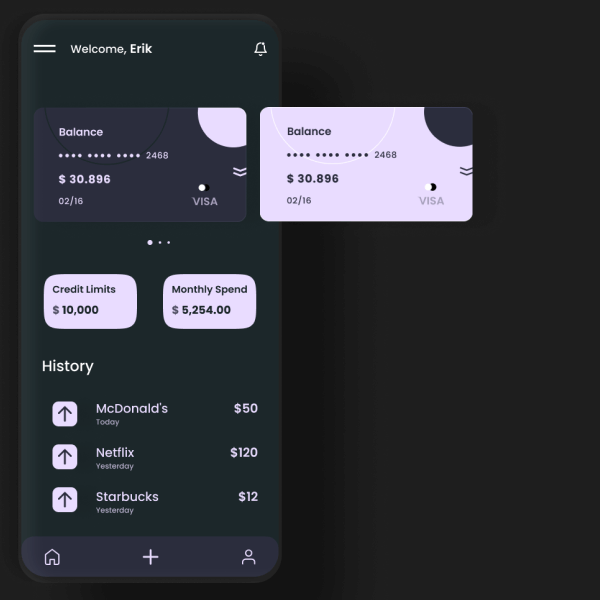 Welcome, Erik
Balance
•••• •••• •••• 2468
$ 30.896
02/16
VISA
Balance
•••• •••• •••• 2468
$ 30.896
02/16
VISA
Credit Limits
$ 10,000
Monthly Spend
$ 5,254.00
History
McDonald's $50
Today
Netflix $120
Yesterday
Starbucks $12
Yesterday